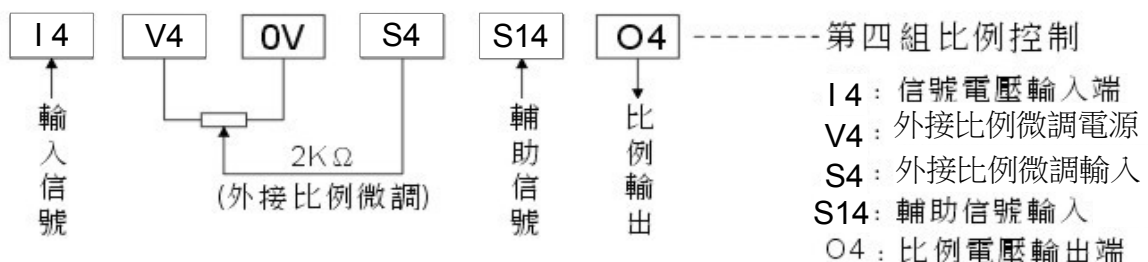 I4 V4 0V S4 S14 O4 --------第四組比例控制
輸入信號
2KΩ
(外接比例微調)
輔助信號
比例輸出
I4：信號電壓輸入端
V4：外接比例微調電源
S4：外接比例微調輸入
S14：輔助信號輸入
O4：比例電壓輸出端